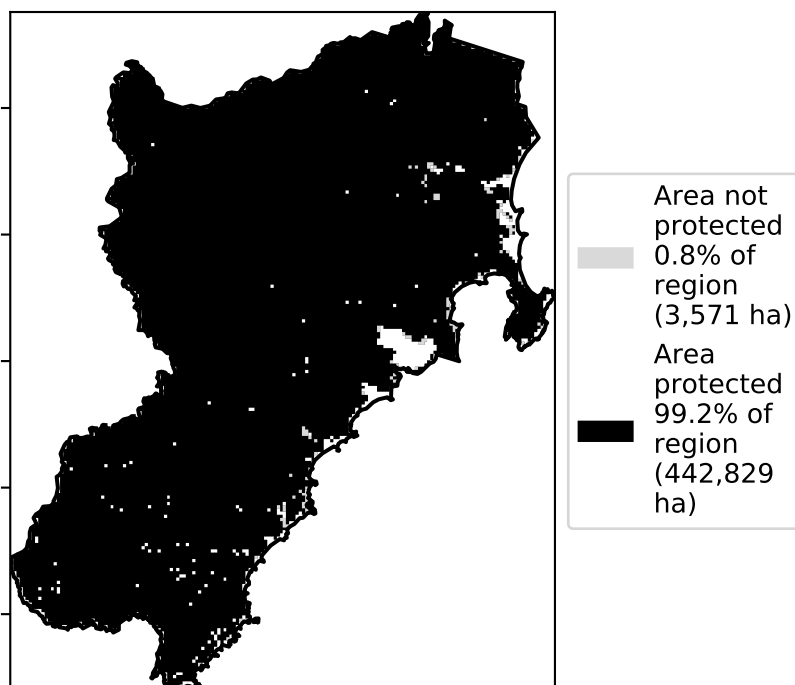 Area not
protected
0.8% of
region
(3,571 ha)
Area
protected
99.2% of
region
(442,829
ha)